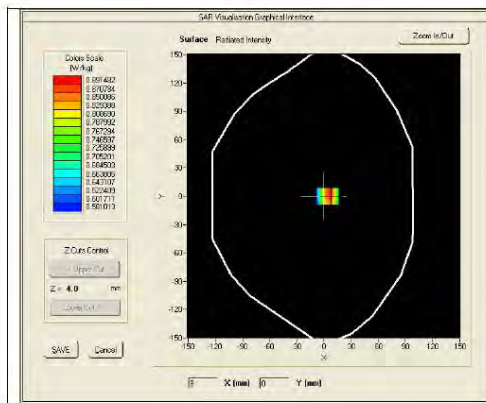 SAR Visualisation Graphical Interface
Surface Radiated Intensity
Zoom In/Out
Colors Scale
(W/kg)
0.891482
0.870784
0.850086
0.829388
0.808690
0.787992
0.767294
0.746597
0.725899
0.705201
0.684503
0.663805
0.643107
0.622409
0.601711
0.581013
150
120
90
60
30
0
-30
-60
-90
-120
-150
Y
-150 -120 -90 -60 -30 0 30 60 90 120 150
X
Z Cuts Control
Upper Cut
Z = 4.0 mm
Lower Cut
SAVE Cancel
X (mm) 0 Y (mm)